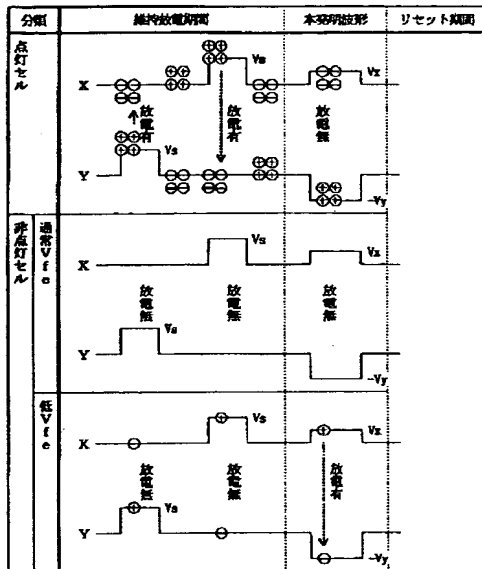 分類 維持放電期間 本発明波形 リセット期間
点灯セル
X Vs Vx
放電有 放電有 放電無
Y Vs -Vy
非点灯セル
通常Vfc
X Vs Vx
放電無 放電無 放電無
Y Vs -Vy
低Vfc
X Vs Vx
放電無 放電無 放電有
Y Vs -Vy